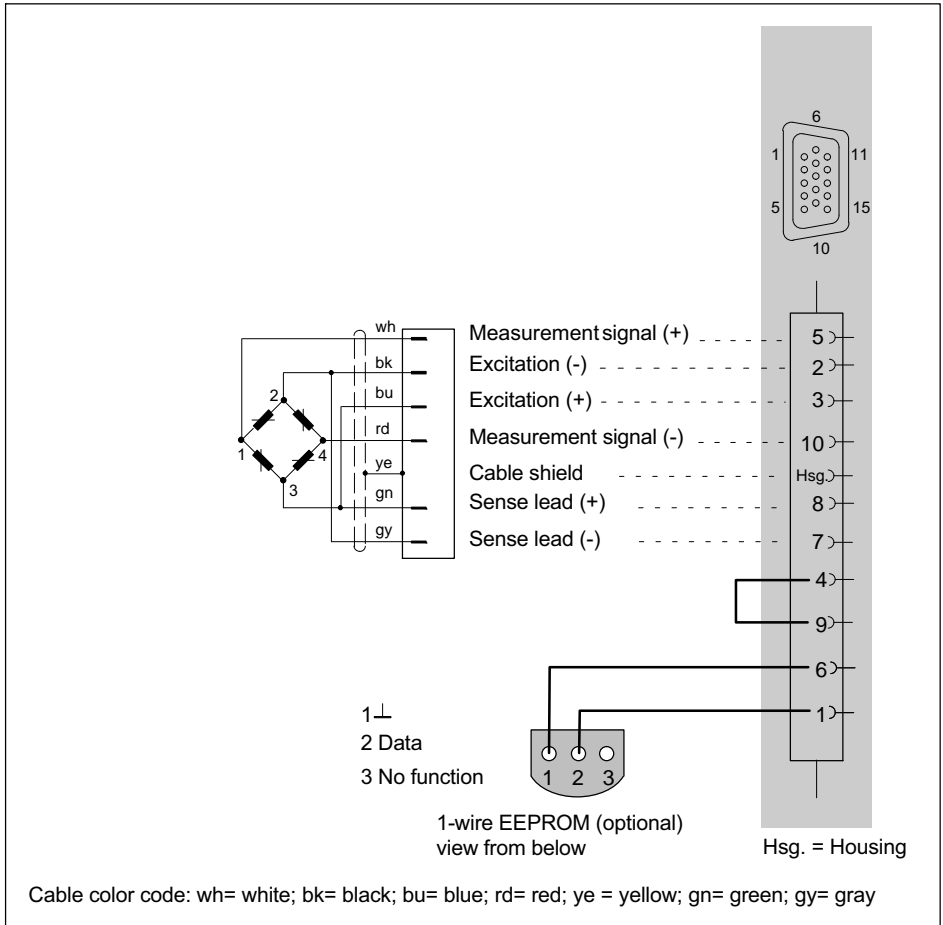 6
1
11
5
15
10
wh
Measurement signal (+)
5
bk
Excitation (-)
2
bu
Excitation (+)
3
2
rd
Measurement signal (-)
10
1
4
ye
Cable shield
Hsg.
3
gn
Sense lead (+)
8
gy
Sense lead (-)
7
4
9
6
1
1⊥
2 Data
3 No function
1 2 3
1-wire EEPROM (optional)
view from below
Hsg. = Housing
Cable color code: wh= white; bk= black; bu= blue; rd= red; ye = yellow; gn= green; gy= gray